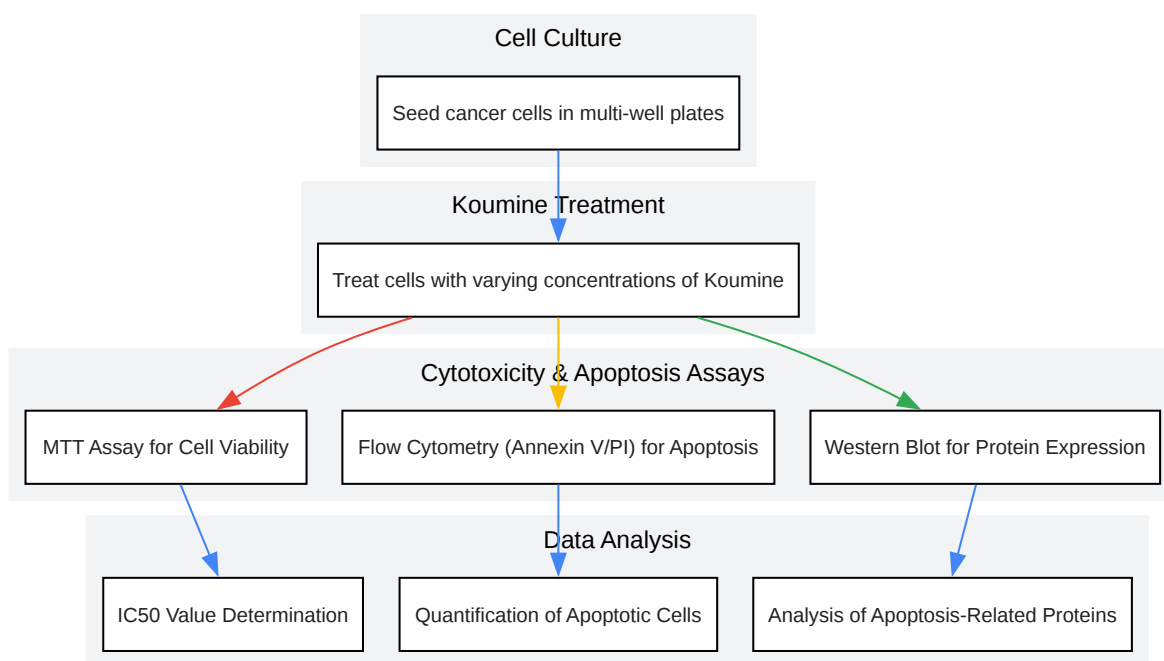 Cell Culture
Seed cancer cells in multi-well plates
Koumine Treatment
Treat cells with varying concentrations of Koumine
Cytotoxicity & Apoptosis Assays
MTT Assay for Cell Viability
Flow Cytometry (Annexin V/PI) for Apoptosis
Western Blot for Protein Expression
Data Analysis
IC50 Value Determination
Quantification of Apoptotic Cells
Analysis of Apoptosis-Related Proteins